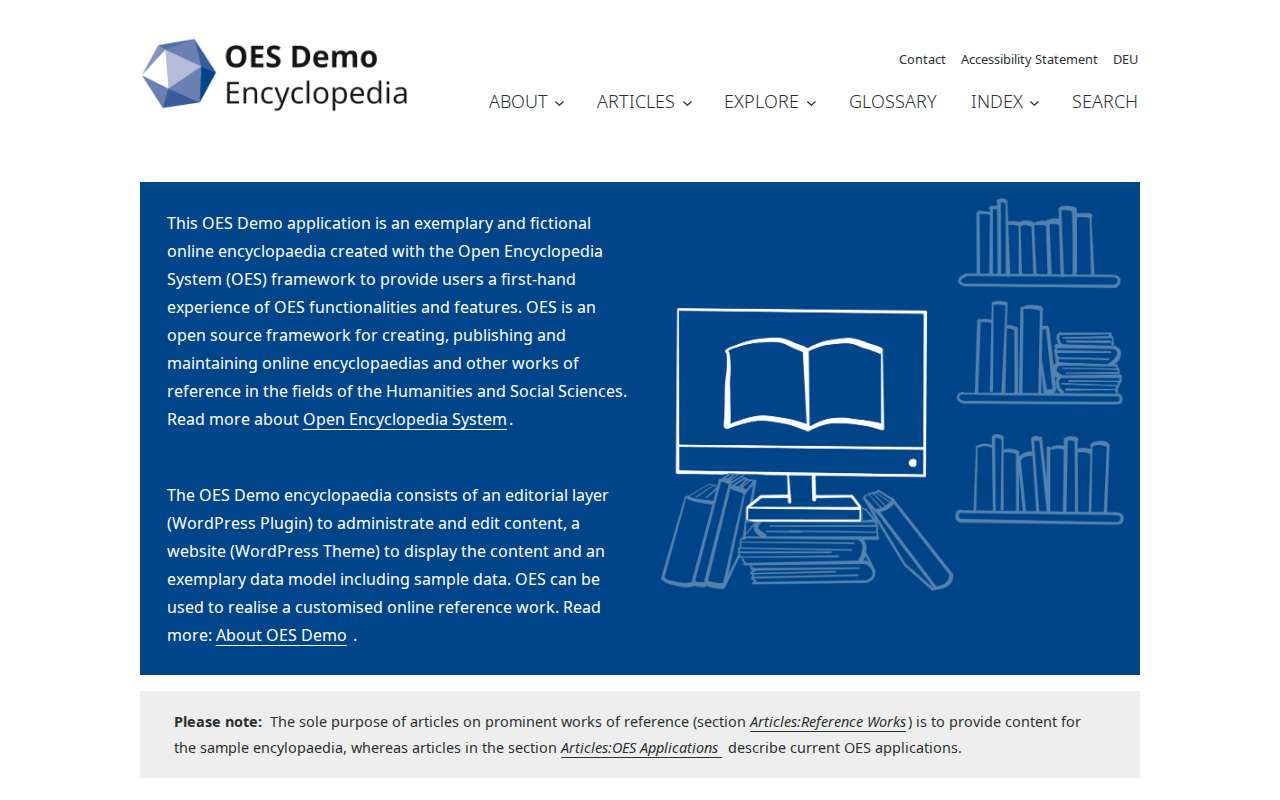 OES Demo
Encyclopedia
Contact Accessibility Statement DEU
ABOUT ARTICLES EXPLORE GLOSSARY INDEX SEARCH
This OES Demo application is an exemplary and fictional
online encyclopaedia created with the Open Encyclopedia
System (OES) framework to provide users a first-hand
experience of OES functionalities and features. OES is an
open source framework for creating, publishing and
maintaining online encyclopaedias and other works of
reference in the fields of the Humanities and Social Sciences.
Read more about Open Encyclopedia System.
The OES Demo encyclopaedia consists of an editorial layer
(WordPress Plugin) to administrate and edit content, a
website (WordPress Theme) to display the content and an
exemplary data model including sample data. OES can be
used to realise a customised online reference work. Read
more: About OES Demo .
Please note: The sole purpose of articles on prominent works of reference (section Articles:Reference Works) is to provide content for
the sample encylopaedia, whereas articles in the section Articles:OES Applications describe current OES applications.